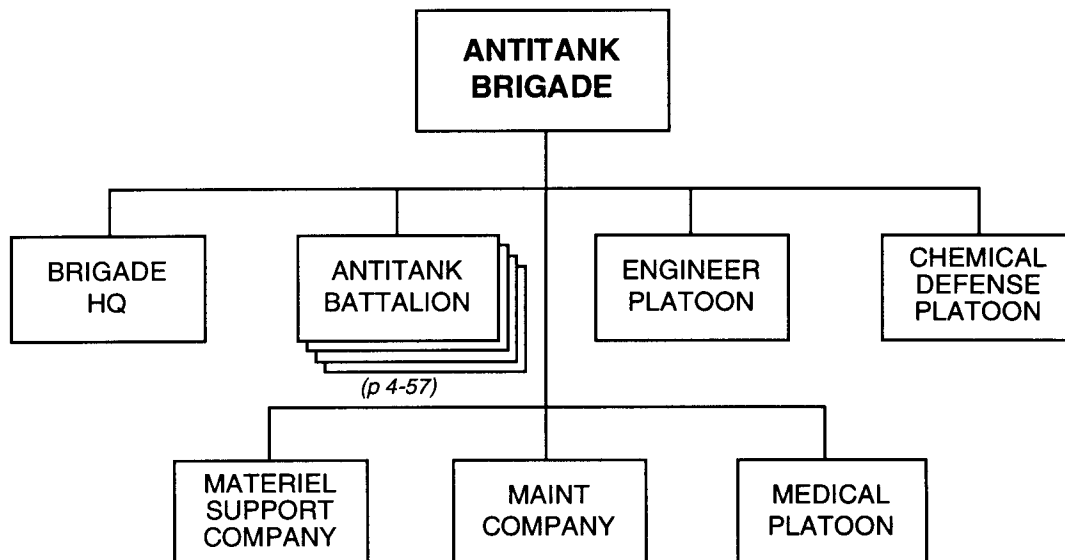 ANTITANK
BRIGADE
BRIGADE
HQ
ANTITANK
BATTALION
(p 4-57)
ENGINEER
PLATOON
CHEMICAL
DEFENSE
PLATOON
MATERIEL
SUPPORT
COMPANY
MAINT
COMPANY
MEDICAL
PLATOON